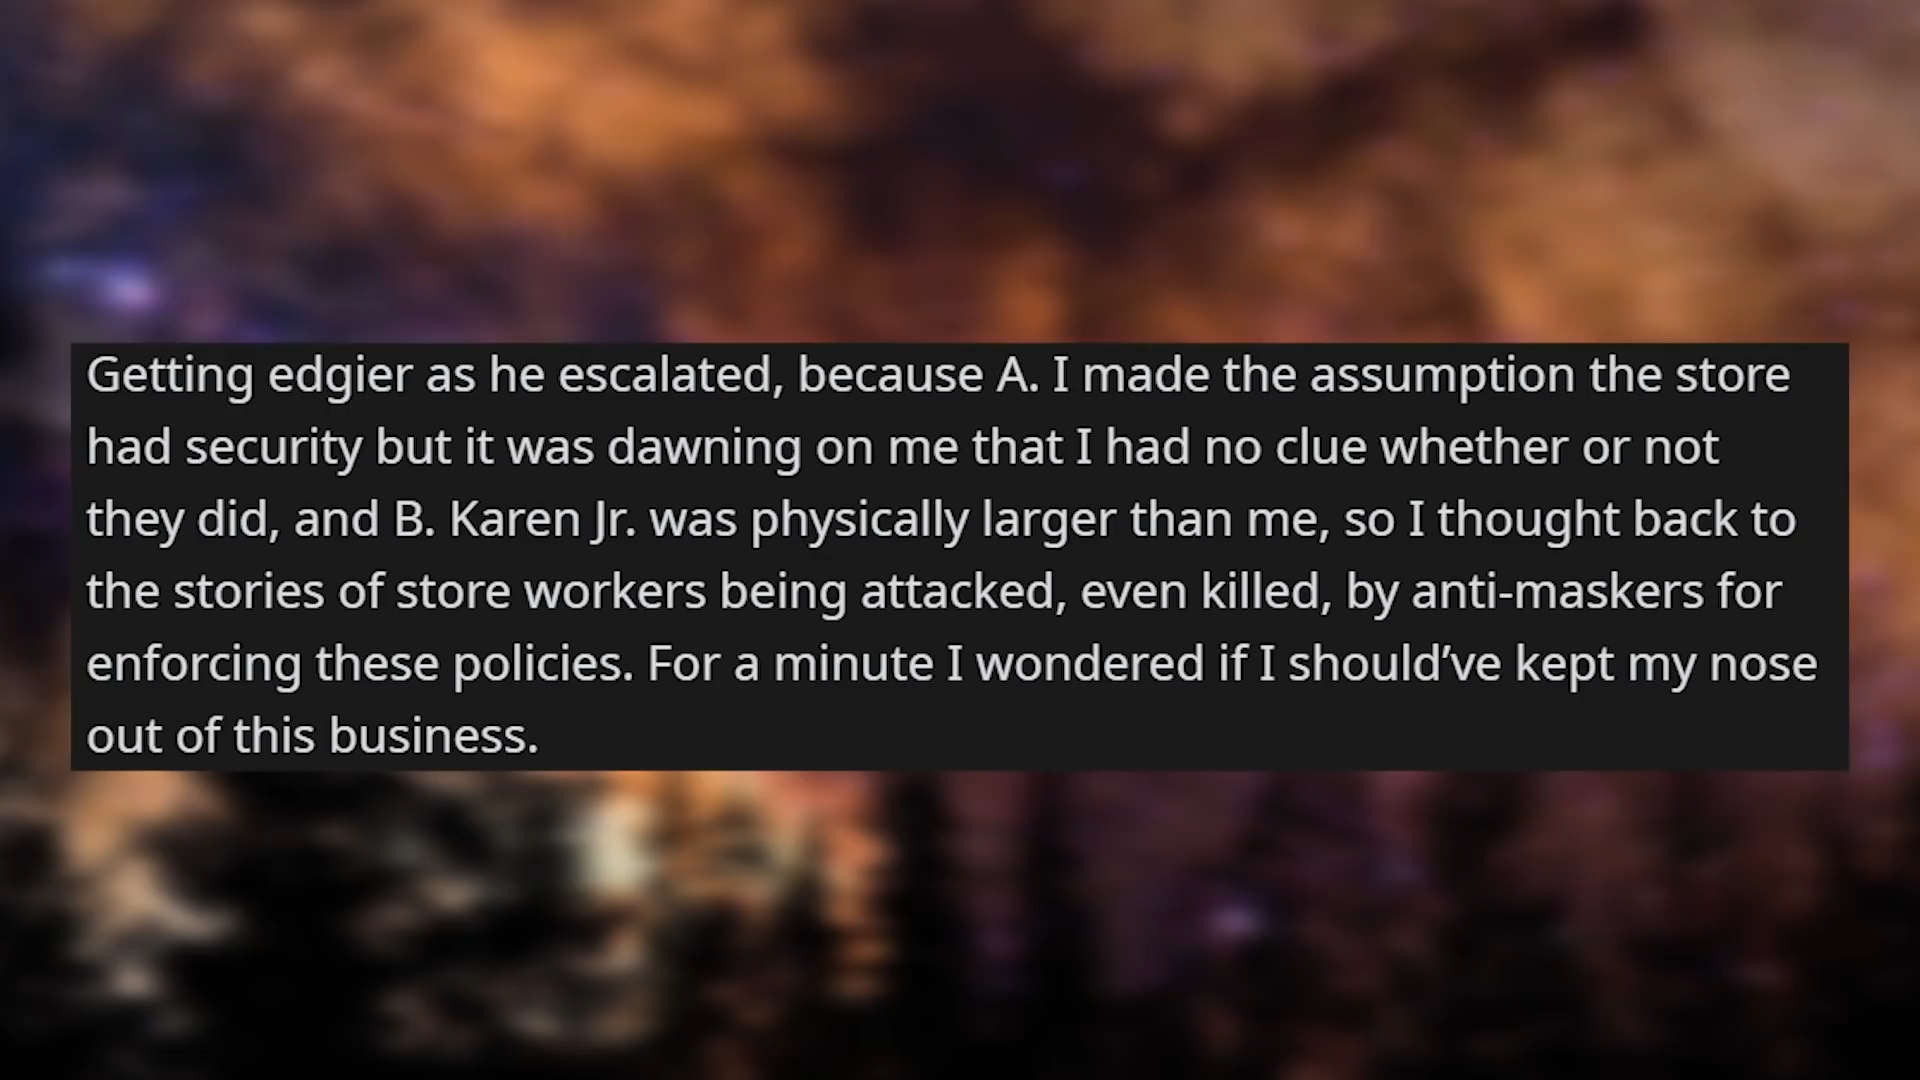 Getting edgier as he escalated, because A. I made the assumption the store
had security but it was dawning on me that I had no clue whether or not
they did, and B. Karen Jr. was physically larger than me, so I thought back to
the stories of store workers being attacked, even killed, by anti-maskers for
enforcing these policies. For a minute I wondered if I should’ve kept my nose
out of this business.